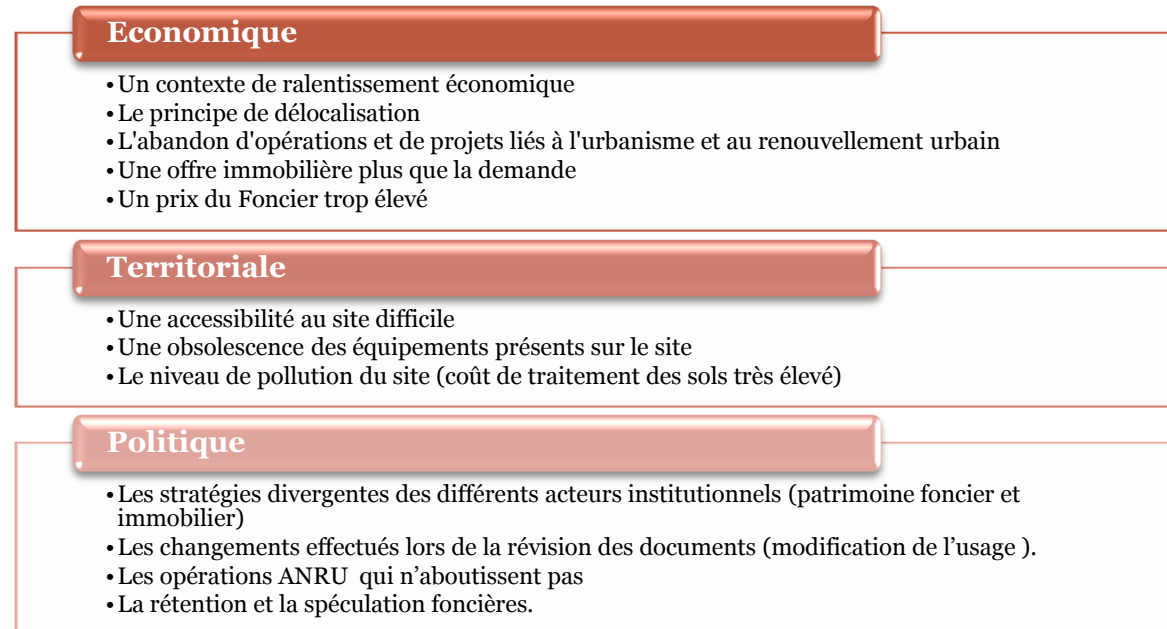 Economique
•Un contexte de ralentissement économique
•Le principe de délocalisation
•L'abandon d'opérations et de projets liés à l'urbanisme et au renouvellement urbain
•Une offre immobilière plus que la demande
•Un prix du Foncier trop élevé
Territoriale
•Une accessibilité au site difficile
•Une obsolescence des équipements présents sur le site
•Le niveau de pollution du site (coût de traitement des sols très élevé)
Politique
•Les stratégies divergentes des différents acteurs institutionnels (patrimoine foncier et
immobilier)
•Les changements effectués lors de la révision des documents (modification de l’usage ).
•Les opérations ANRU qui n’aboutissent pas
•La rétention et la spéculation foncières.